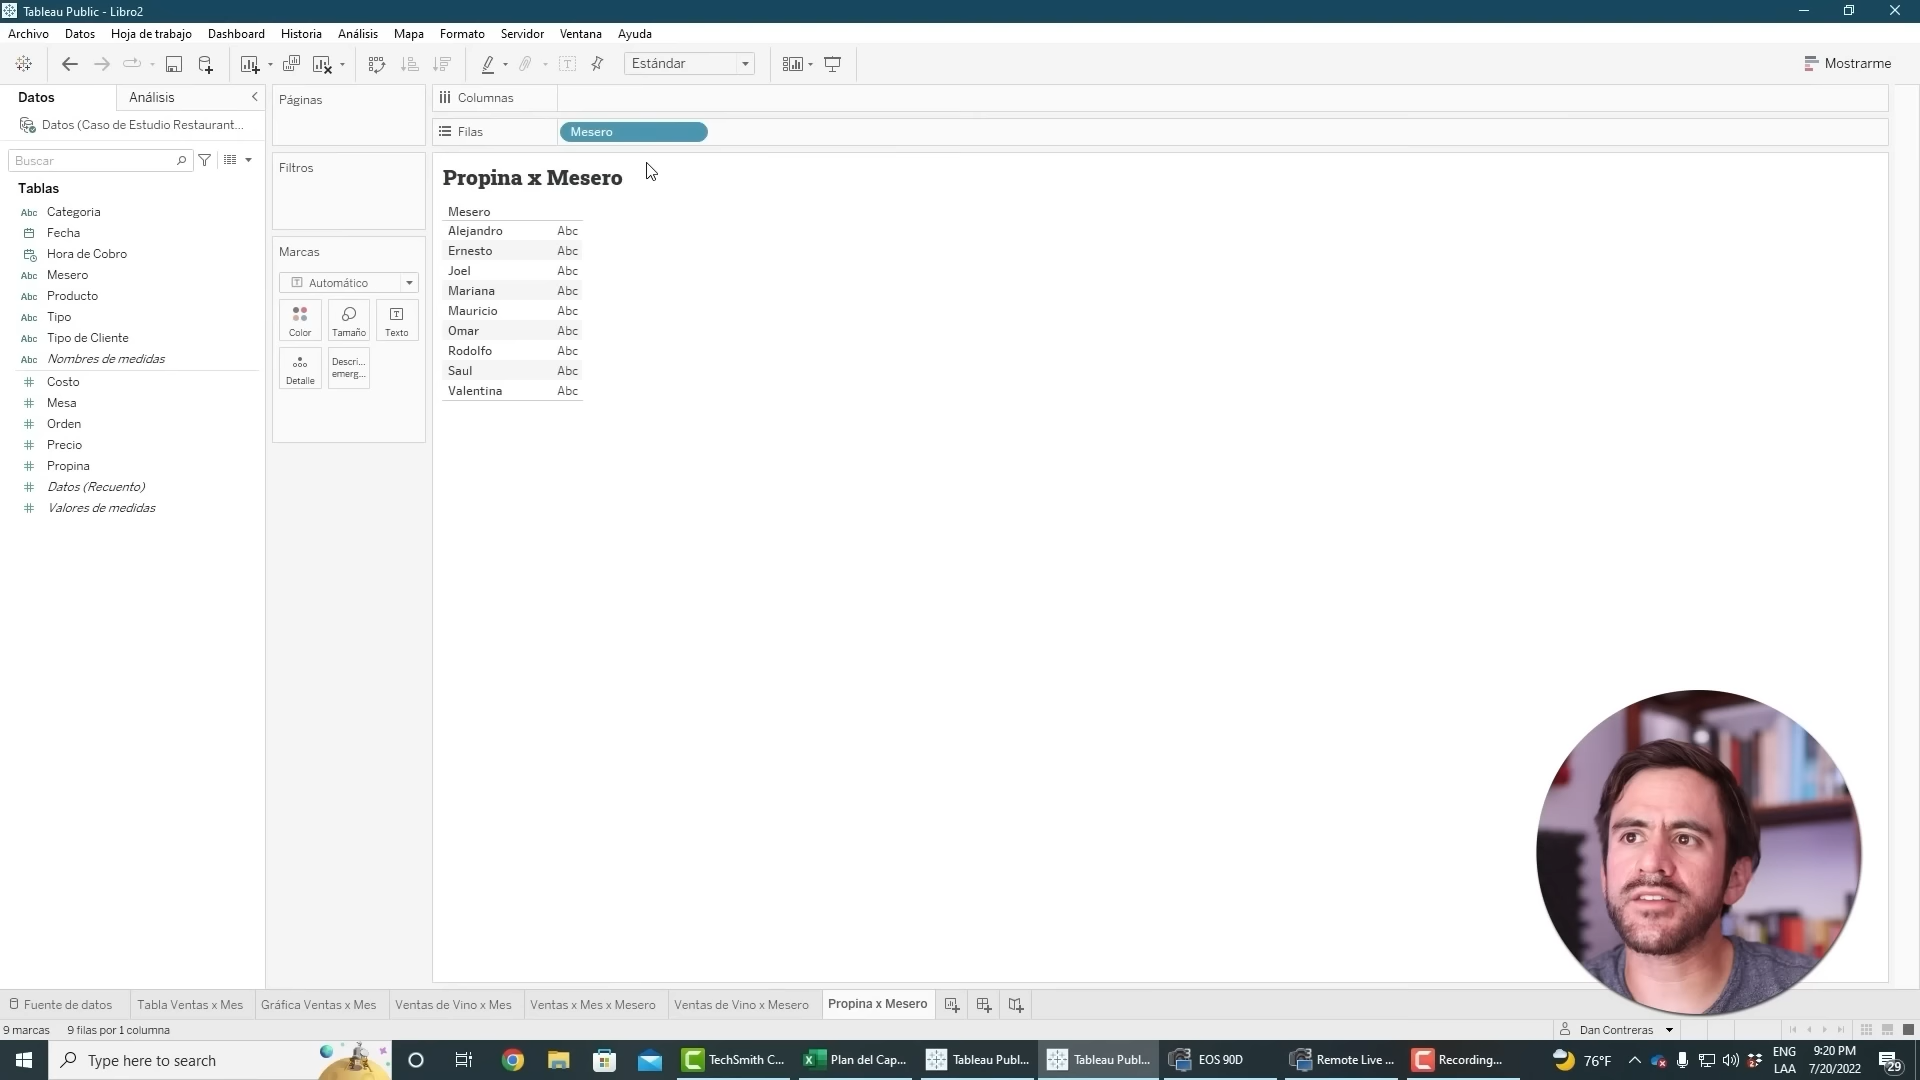 Tableau Public - Libro2
Archivo Datos Hoja de trabajo Dashboard Historia Análisis Mapa Formato Servidor Ventana Ayuda
Estándar
Mostrarme
Datos
Análisis
Datos (Caso de Estudio Restaurant...
Buscar
Tablas
Abc Categoria
Fecha
Hora de Cobro
Abc Mesero
Abc Producto
Abc Tipo
Abc Tipo de Cliente
Abc Nombres de medidas
Costo
Mesa
Orden
Precio
Propina
Datos (Recuento)
Valores de medidas
Páginas
Filtros
Marcas
Automático
Color
Tamaño
Texto
Detalle
Descri...
emerg...
Columnas
Filas
Mesero
Propina x Mesero
Mesero
Alejandro Abc
Ernesto Abc
Joel Abc
Mariana Abc
Mauricio Abc
Omar Abc
Rodolfo Abc
Saul Abc
Valentina Abc
Fuente de datos
Tabla Ventas x Mes
Gráfica Ventas x Mes
Ventas de Vino x Mes
Ventas x Mes x Mesero
Ventas de Vino x Mesero
Propina x Mesero
9 marcas
9 filas por 1 columna
Dan Contreras
Type here to search
TechSmith C...
Plan del Cap...
Tableau Publ...
Tableau Publ...
EOS 90D
Remote Live ...
Recording...
76°F
ENG
LAA
9:20 PM
7/20/2022
29